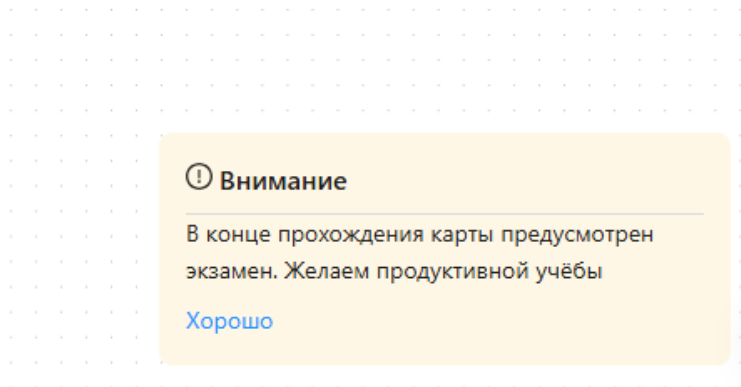 Внимание
В конце прохождения карты предусмотрен
экзамен. Желаем продуктивной учёбы
Хорошо